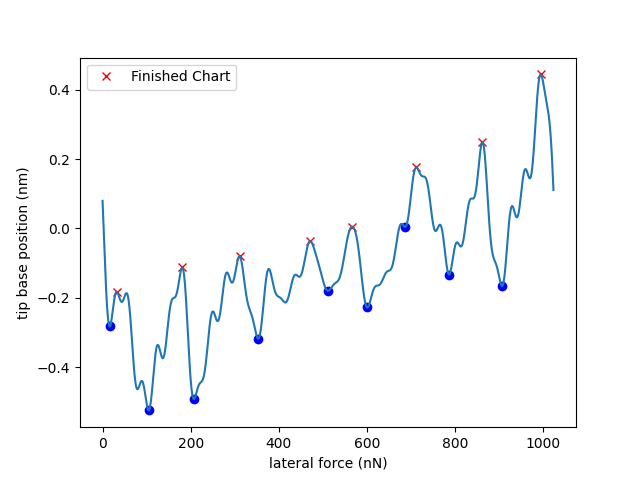 Finished Chart
0.4
0.2
0.0
−0.2
−0.4
tip base position (nm)
0 200 400 600 800 1000
lateral force (nN)